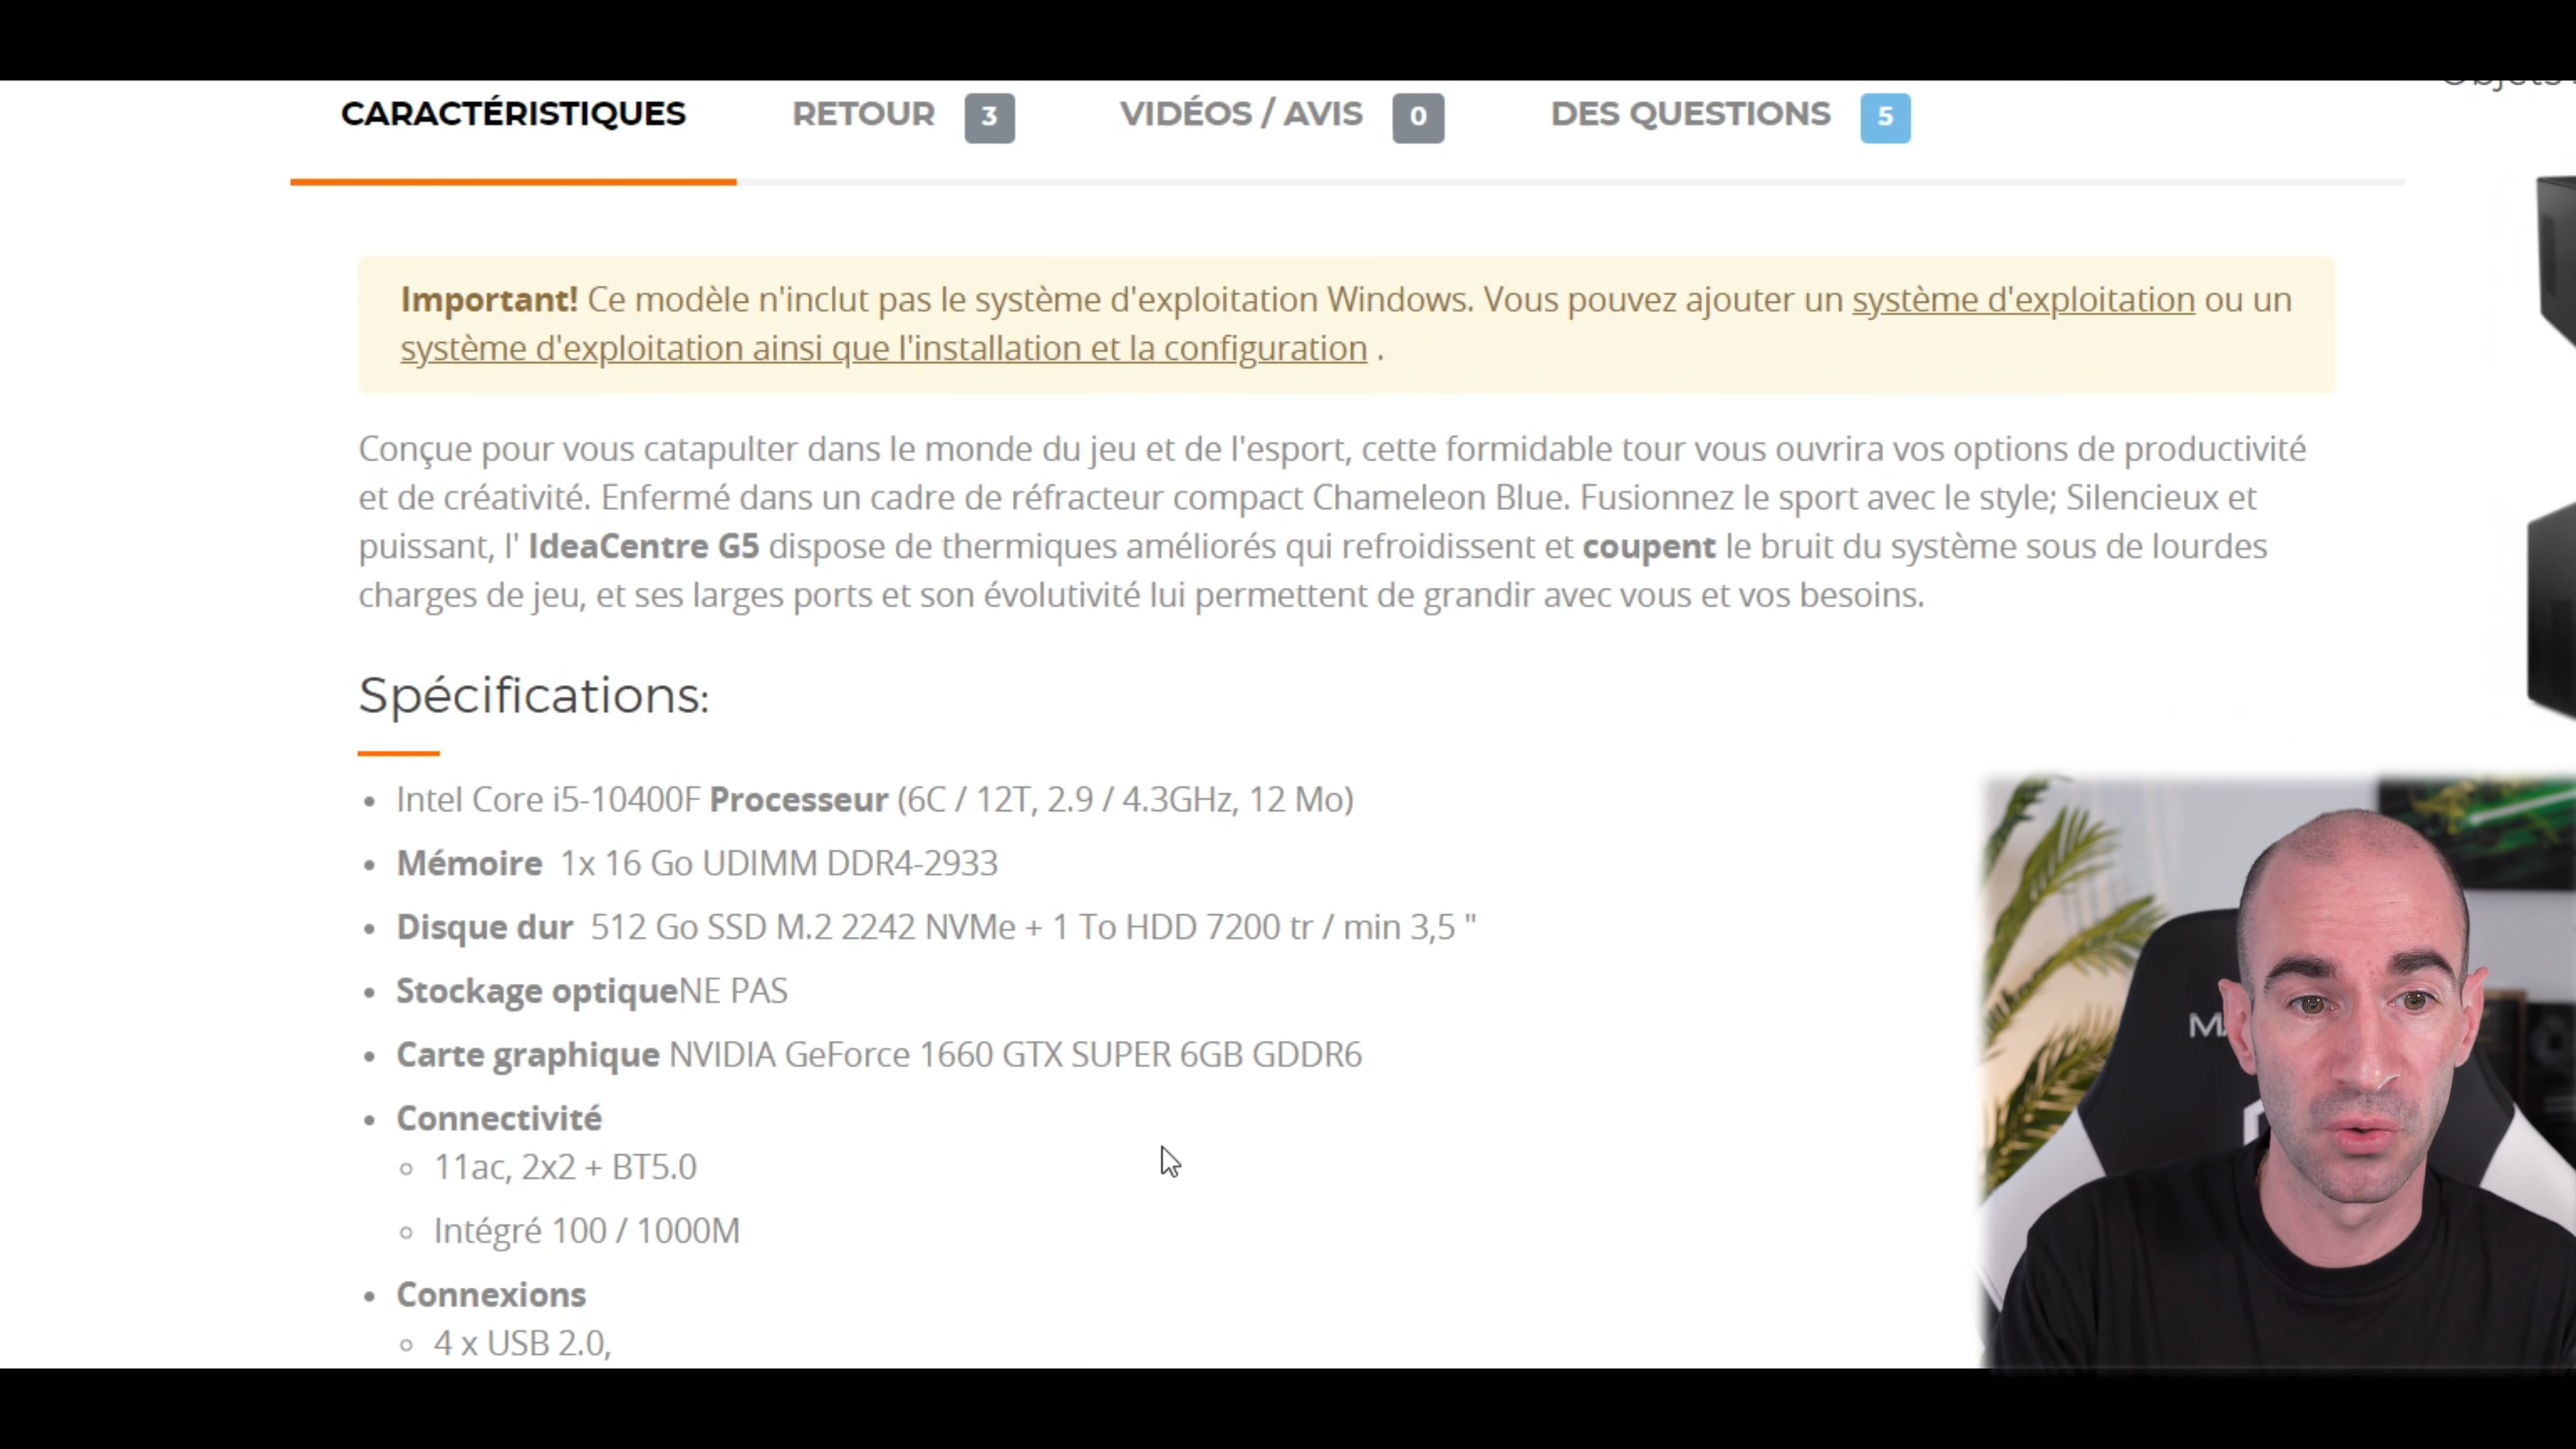 CARACTÉRISTIQUES
RETOUR 3
VIDÉOS / AVIS 0
DES QUESTIONS 5
Important! Ce modèle n'inclut pas le système d'exploitation Windows. Vous pouvez ajouter un système d'exploitation ou un
système d'exploitation ainsi que l'installation et la configuration .
Conçue pour vous catapulter dans le monde du jeu et de l'esport, cette formidable tour vous ouvrira vos options de productivité
et de créativité. Enfermé dans un cadre de réfracteur compact Chameleon Blue. Fusionnez le sport avec le style; Silencieux et
puissant, l' IdeaCentre G5 dispose de thermiques améliorés qui refroidissent et coupent le bruit du système sous de lourdes
charges de jeu, et ses larges ports et son évolutivité lui permettent de grandir avec vous et vos besoins.
Spécifications:
Intel Core i5-10400F Processeur (6C / 12T, 2.9 / 4.3GHz, 12 Mo)
Mémoire 1x 16 Go UDIMM DDR4-2933
Disque dur 512 Go SSD M.2 2242 NVMe + 1 To HDD 7200 tr / min 3,5 "
Stockage optiqueNE PAS
Carte graphique NVIDIA GeForce 1660 GTX SUPER 6GB GDDR6
Connectivité
11ac, 2x2 + BT5.0
Intégré 100 / 1000M
Connexions
4 x USB 2.0,